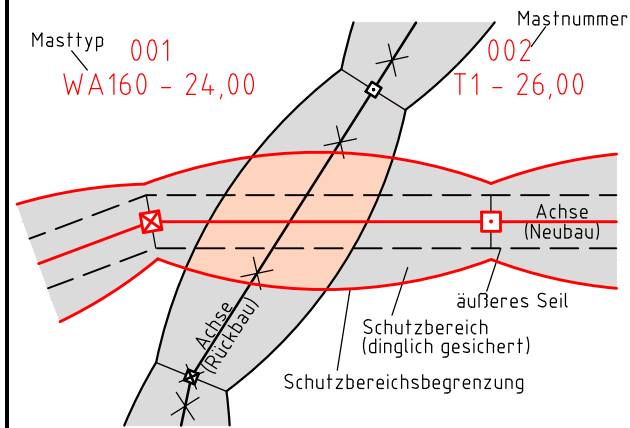 Mastnummer
Masttyp
001
002
WA160 - 24,00
T1 - 26,00
Achse
(Neubau)
äußeres Seil
Achse
(Rückbau)
Schutzbereich
(dinglich gesichert)
Schutzbereichsbegrenzung